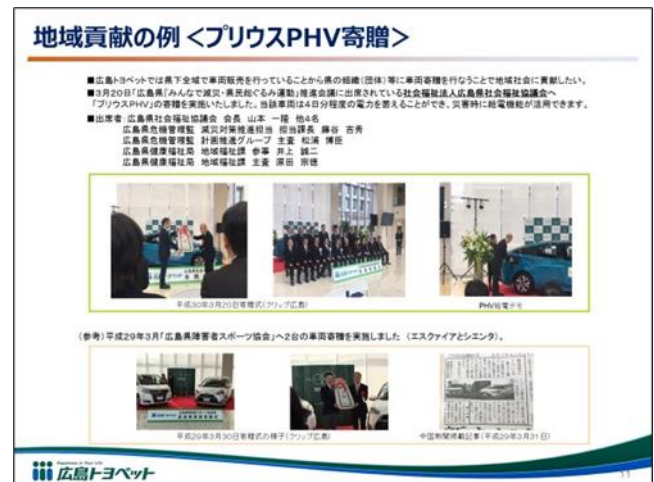 地域貢献の例＜プリウスPHV寄贈＞
■広島トヨペットでは県下全域で車両販売を行っていることから県の組織(団体)等に車両寄贈を行なうことで地域社会に貢献したい。
■3月20日「広島県『みんなで減災・県民総ぐるみ運動』推進会議に出席されている社会福祉法人広島県社会福祉協議会へ
「プリウスPHV」の寄贈を実施いたしました。当該車両は4日分程度の電力を蓄えることができ、災害時に給電機能が活用できます。
■出席者:広島県社会福祉協議会 会長 山本 一隆 他4名
広島県危機管理監 減災対策推進担当 担当課長 藤谷 吉秀
広島県危機管理監 計画推進グループ 主査 松浦 博臣
広島県健康福祉局 地域福祉課 参事 井上 誠二
広島県健康福祉局 地域福祉課 主査 原田 宗徳
平成30年3月20日寄贈式(クリップ広島)
PHV給電デモ
(参考)平成29年3月「広島県障害者スポーツ協会」へ2台の車両寄贈を実施しました (エスクァイアとシエンタ)。
平成29年3月30日寄贈式の様子(クリップ広島)
中国新聞掲載記事(平成29年3月31日)
広島トヨペット
11